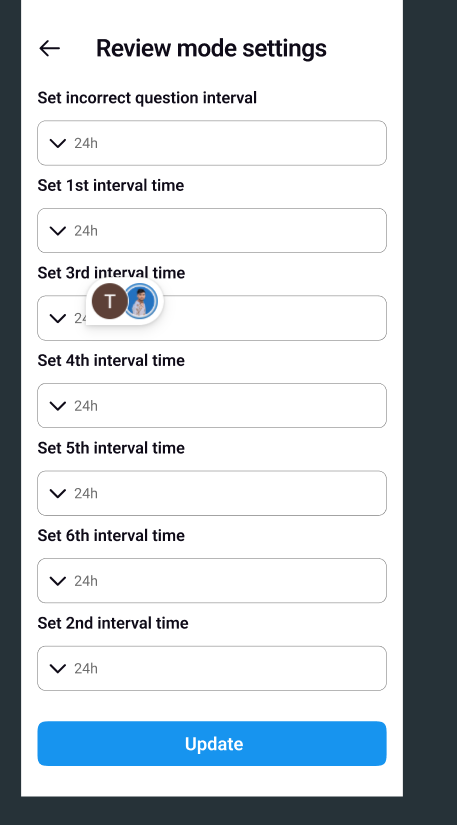 Review mode settings
Set incorrect question interval
24h
Set 1st interval time
24h
Set 3rd interval time
T
Set 4th interval time
24h
Set 5th interval time
24h
Set 6th interval time
24h
Set 2nd interval time
24h
Update